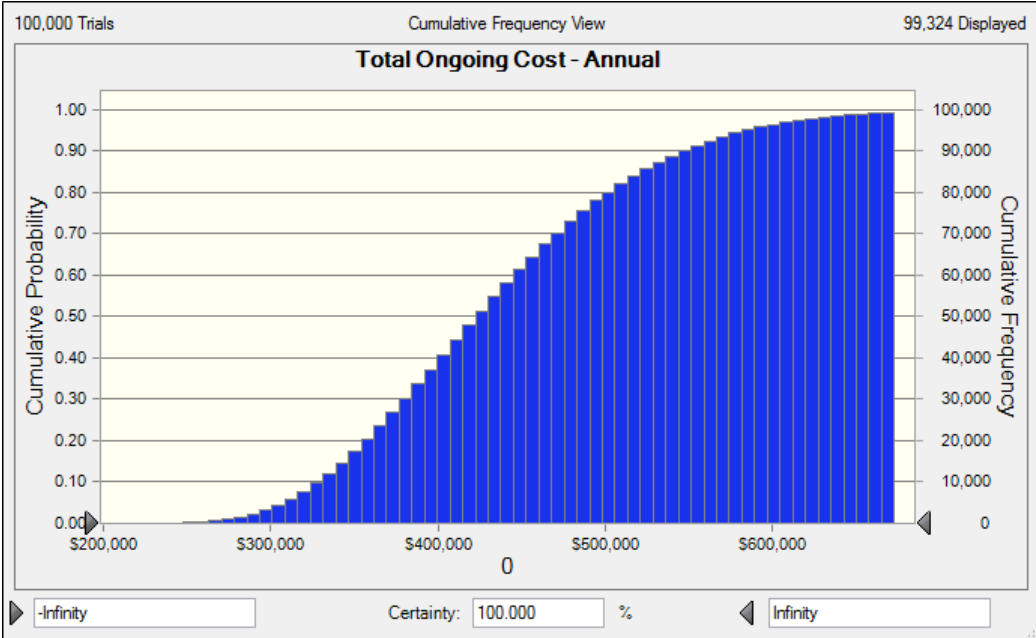 100,000 Trials Cumulative Frequency View 99,324 Displayed
Total Ongoing Cost - Annual
1.00 100,000
0.90 90,000
0.80 80,000
0.70 70,000
0.60 60,000
0.50 50,000
0.40 40,000
0.30 30,000
0.20 20,000
0.10 10,000
0.00 0
Cumulative Probability
Cumulative Frequency
$200,000 $300,000 $400,000 $500,000 $600,000
0
-Infinity Certainty: 100.000 % Infinity